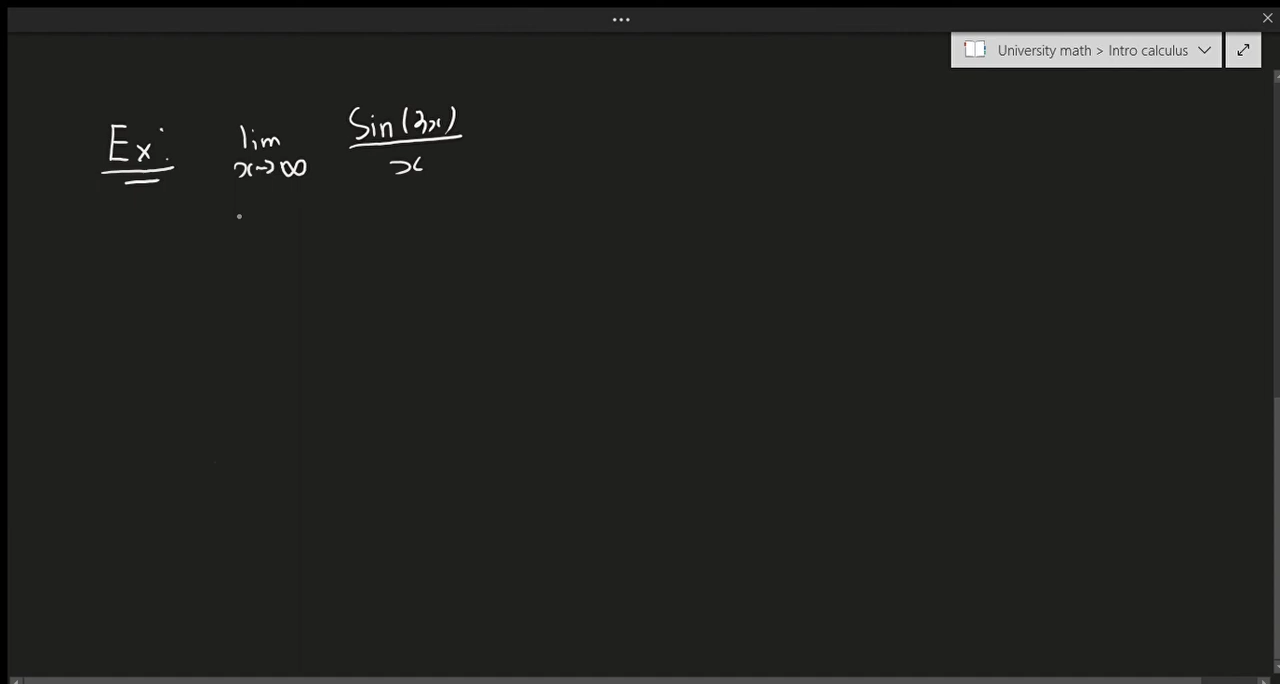 University math > Intro calculus
Ex: lim x→∞ Sin(3x)/x